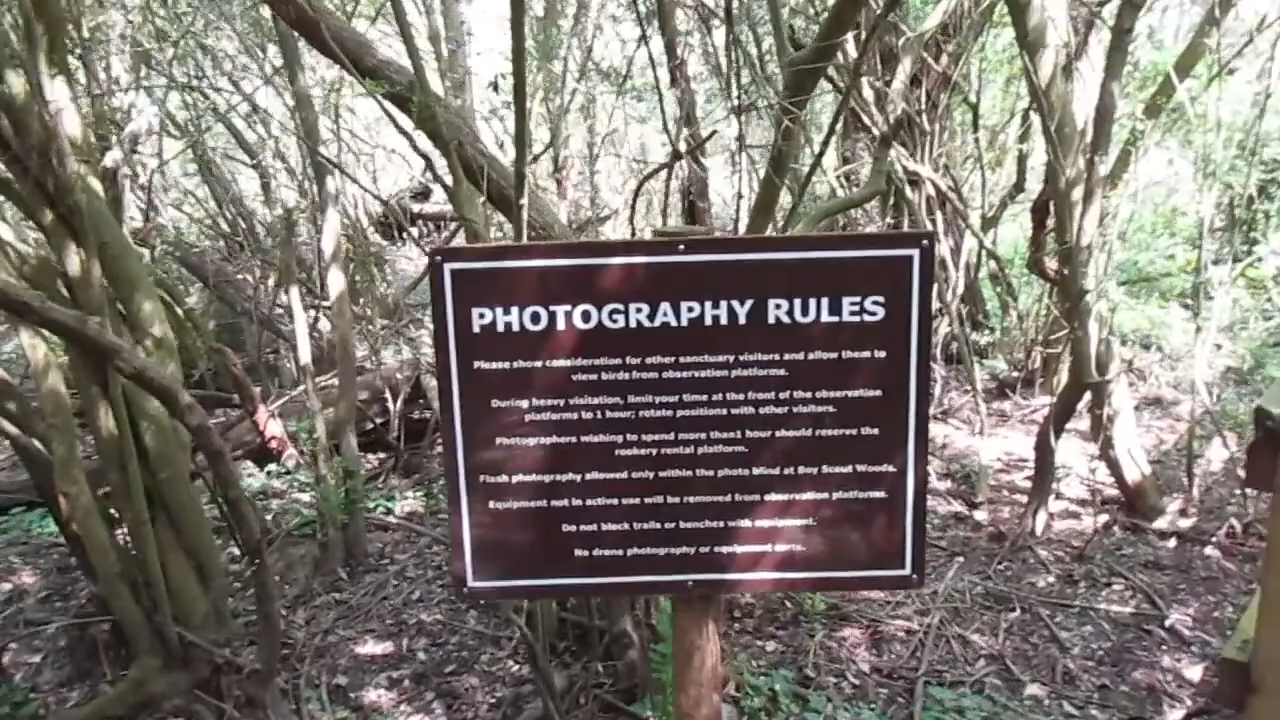 PHOTOGRAPHY RULES
Please show consideration for other sanctuary visitors and allow them to
view birds from observation platforms.
During heavy visitation, limit your time at the front of the observation
platforms to 1 hour; rotate positions with other visitors.
Photographers wishing to spend more than 1 hour should reserve the
rookery rental platform.
Flash photography allowed only within the photo blind at Boy Scout Woods.
Equipment not in active use will be removed from observation platforms.
Do not block trails or benches with equipment.
No drone photography or equipment carts.